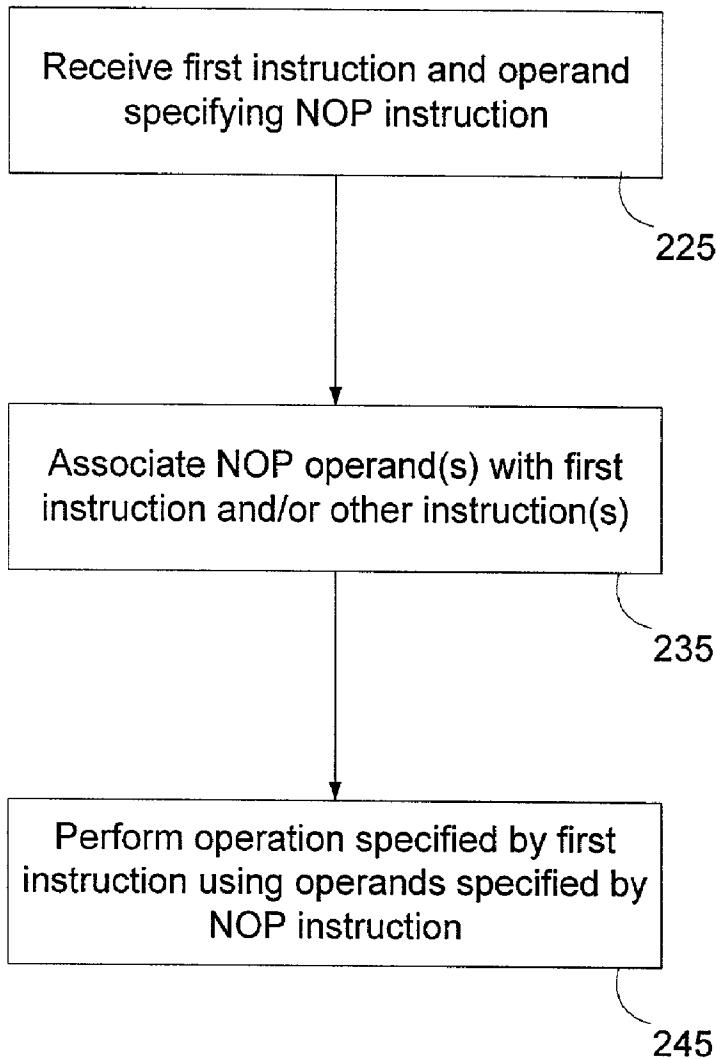 Receive first instruction and operand
specifying NOP instruction
225
Associate NOP operand(s) with first
instruction and/or other instruction(s)
235
Perform operation specified by first
instruction using operands specified by
NOP instruction
245